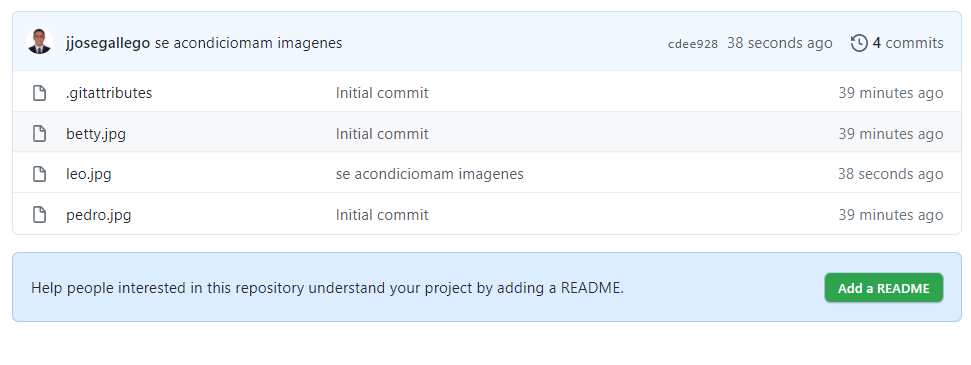 jjosegallego se acondiciomam imagenes cdee928 38 seconds ago 4 commits
.gitattributes Initial commit 39 minutes ago
betty.jpg Initial commit 39 minutes ago
leo.jpg se acondiciomam imagenes 38 seconds ago
pedro.jpg Initial commit 39 minutes ago
Help people interested in this repository understand your project by adding a README. Add a README